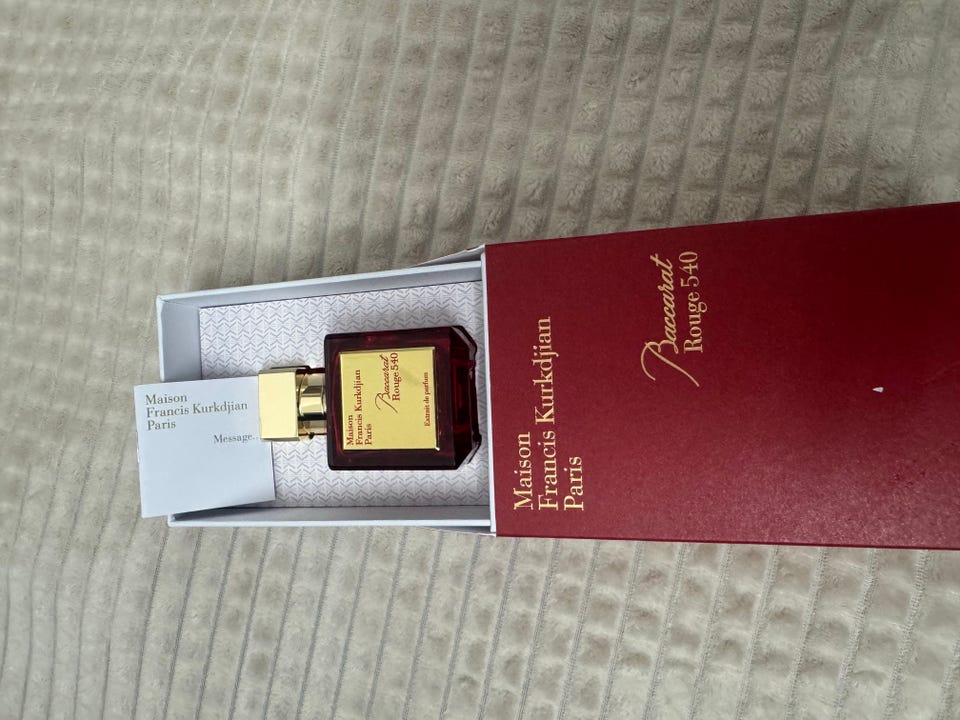 Maison
Francis Kurkdjian
Paris
Message...
Maison
Francis Kurkdjian
Paris
Baccarat
Rouge 540
Extrait de parfum
Maison
Francis Kurkdjian
Paris
Baccarat
Rouge 540